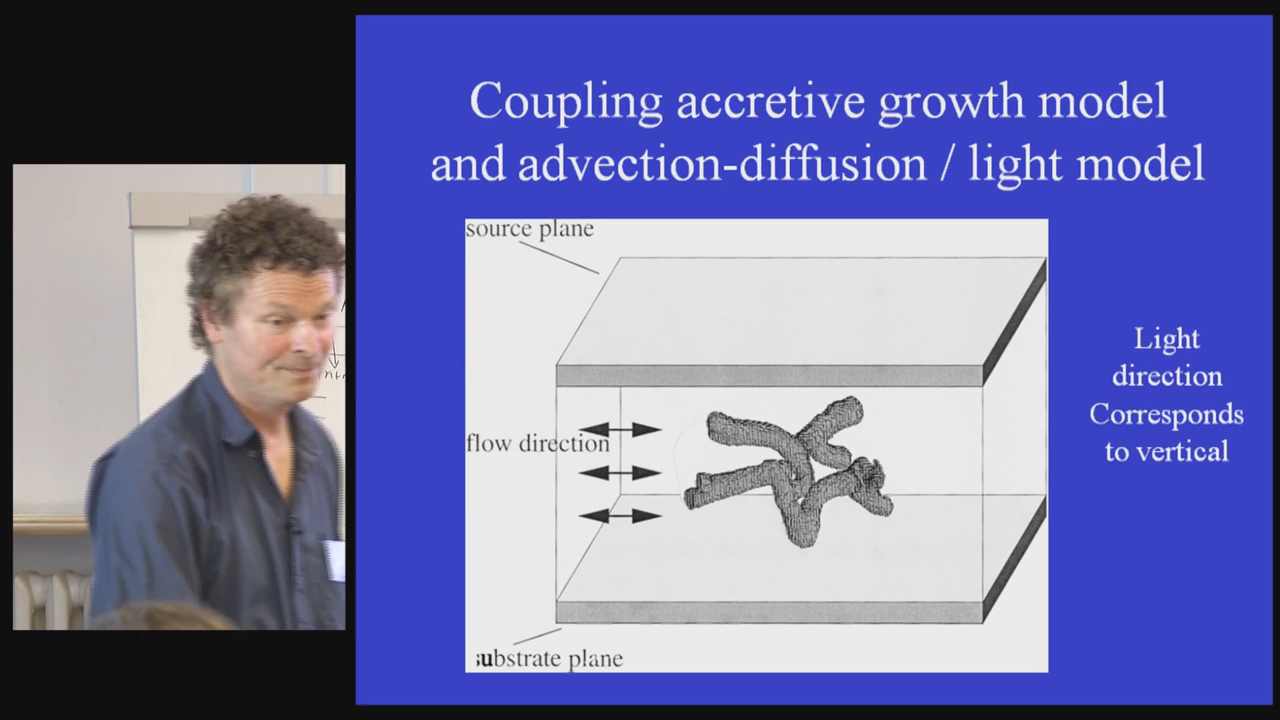 Coupling accretive growth model
and advection-diffusion / light model
source plane
flow direction
substrate plane
Light
direction
Corresponds
to vertical